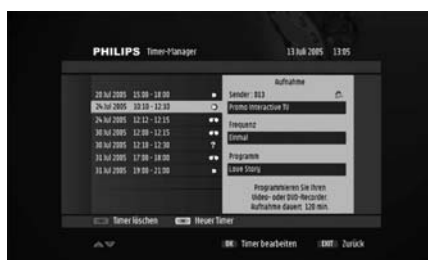 PHILIPS Timer-Manager 13 Juli 2005 13:05
Aufnahme
28 Jul 2005 15:00 - 18:00
24 Jul 2005 10:10 - 12:10
24 Jul 2005 12:12 - 12:15
30 Jul 2005 12:00 - 12:15
30 Jul 2005 12:10 - 12:30 ?
31 Jul 2005 17:00 - 18:00
31 Jul 2005 19:00 - 21:00
Sender : 013
Promo Interactive TV
Frequenz
Einmal
Programm
Love Story
Programmieren Sie Ihren
Video- oder DVD-Recorder.
Aufnahme dauert 120 min.
Timer löschen Neuer Timer
OK Timer bearbeiten EXIT Zurück